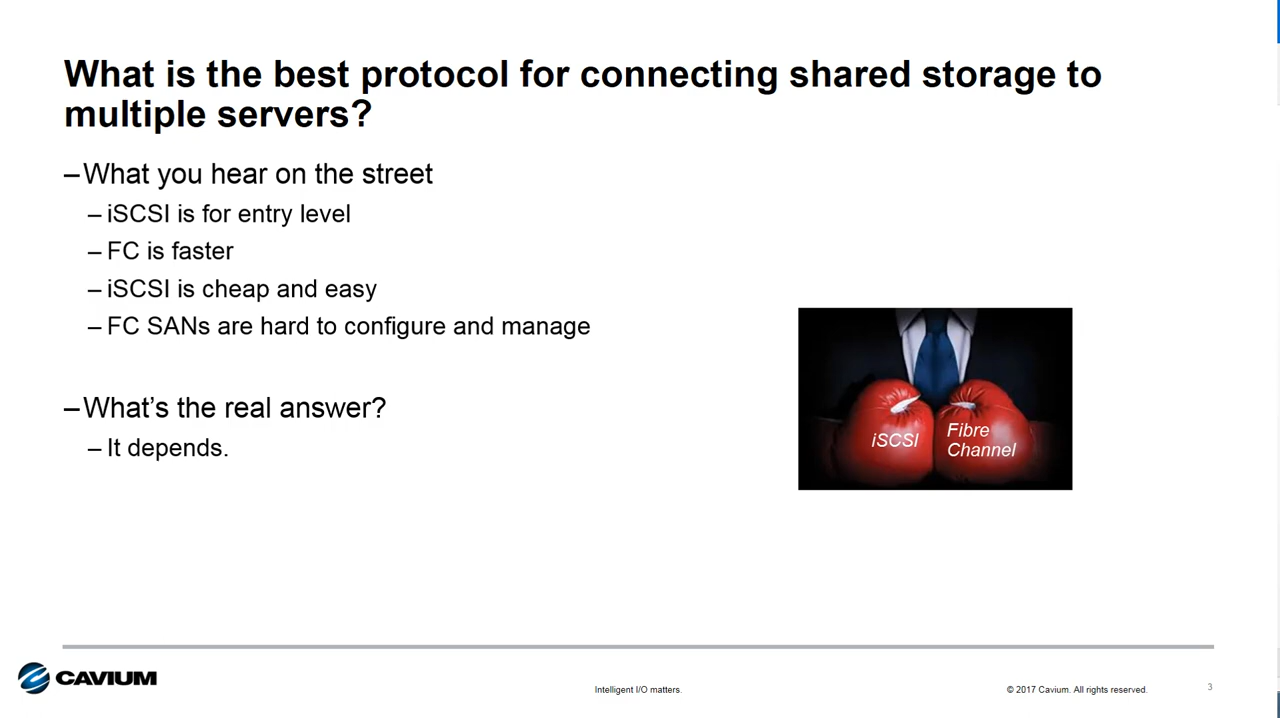 What is the best protocol for connecting shared storage to
multiple servers?
–What you hear on the street
– iSCSI is for entry level
– FC is faster
– iSCSI is cheap and easy
– FC SANs are hard to configure and manage
–What’s the real answer?
– It depends.
iSCSI
Fibre
Channel
CAVIUM
Intelligent I/O matters.
© 2017 Cavium. All rights reserved.
3